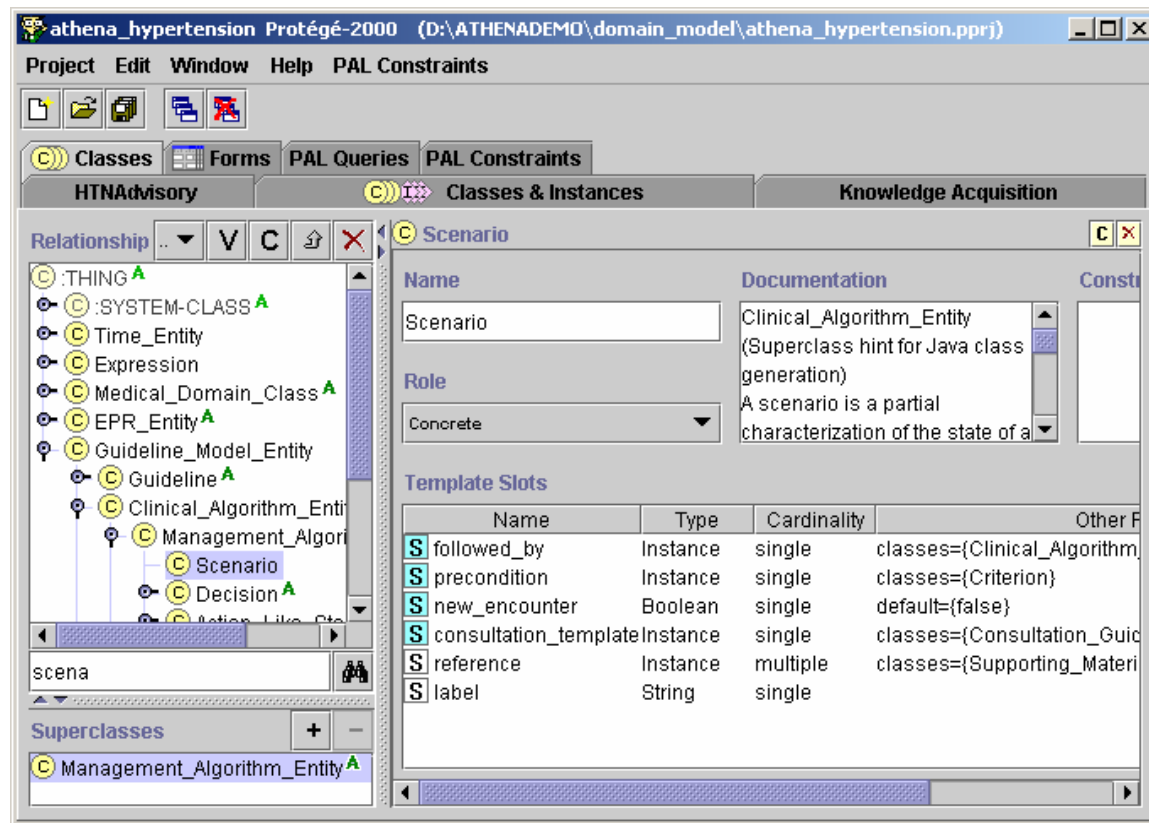 athena_hypertension Protégé-2000 (D:\ATHENADEMO\domain_model\athena_hypertension.pprj)
Project Edit Window Help PAL Constraints
C Classes Forms PAL Queries PAL Constraints
HTNAdvisory C I Classes & Instances Knowledge Acquisition
Relationship .. V C
C :THING A
C :SYSTEM-CLASS A
C Time_Entity
C Expression
C Medical_Domain_Class A
C EPR_Entity A
C Guideline_Model_Entity
C Guideline A
C Clinical_Algorithm_Enti
C Management_Algori
C Scenario
C Decision A
scena
Superclasses + −
C Management_Algorithm_Entity A
C Scenario C
Name Documentation Constr
Scenario
Clinical_Algorithm_Entity
(Superclass hint for Java class
generation)
A scenario is a partial
characterization of the state of a
Role
Concrete
Template Slots
Name Type Cardinality Other F
S followed_by Instance single classes={Clinical_Algorithm_
S precondition Instance single classes={Criterion}
S new_encounter Boolean single default={false}
S consultation_template Instance single classes={Consultation_Guid
S reference Instance multiple classes={Supporting_Materi
S label String single